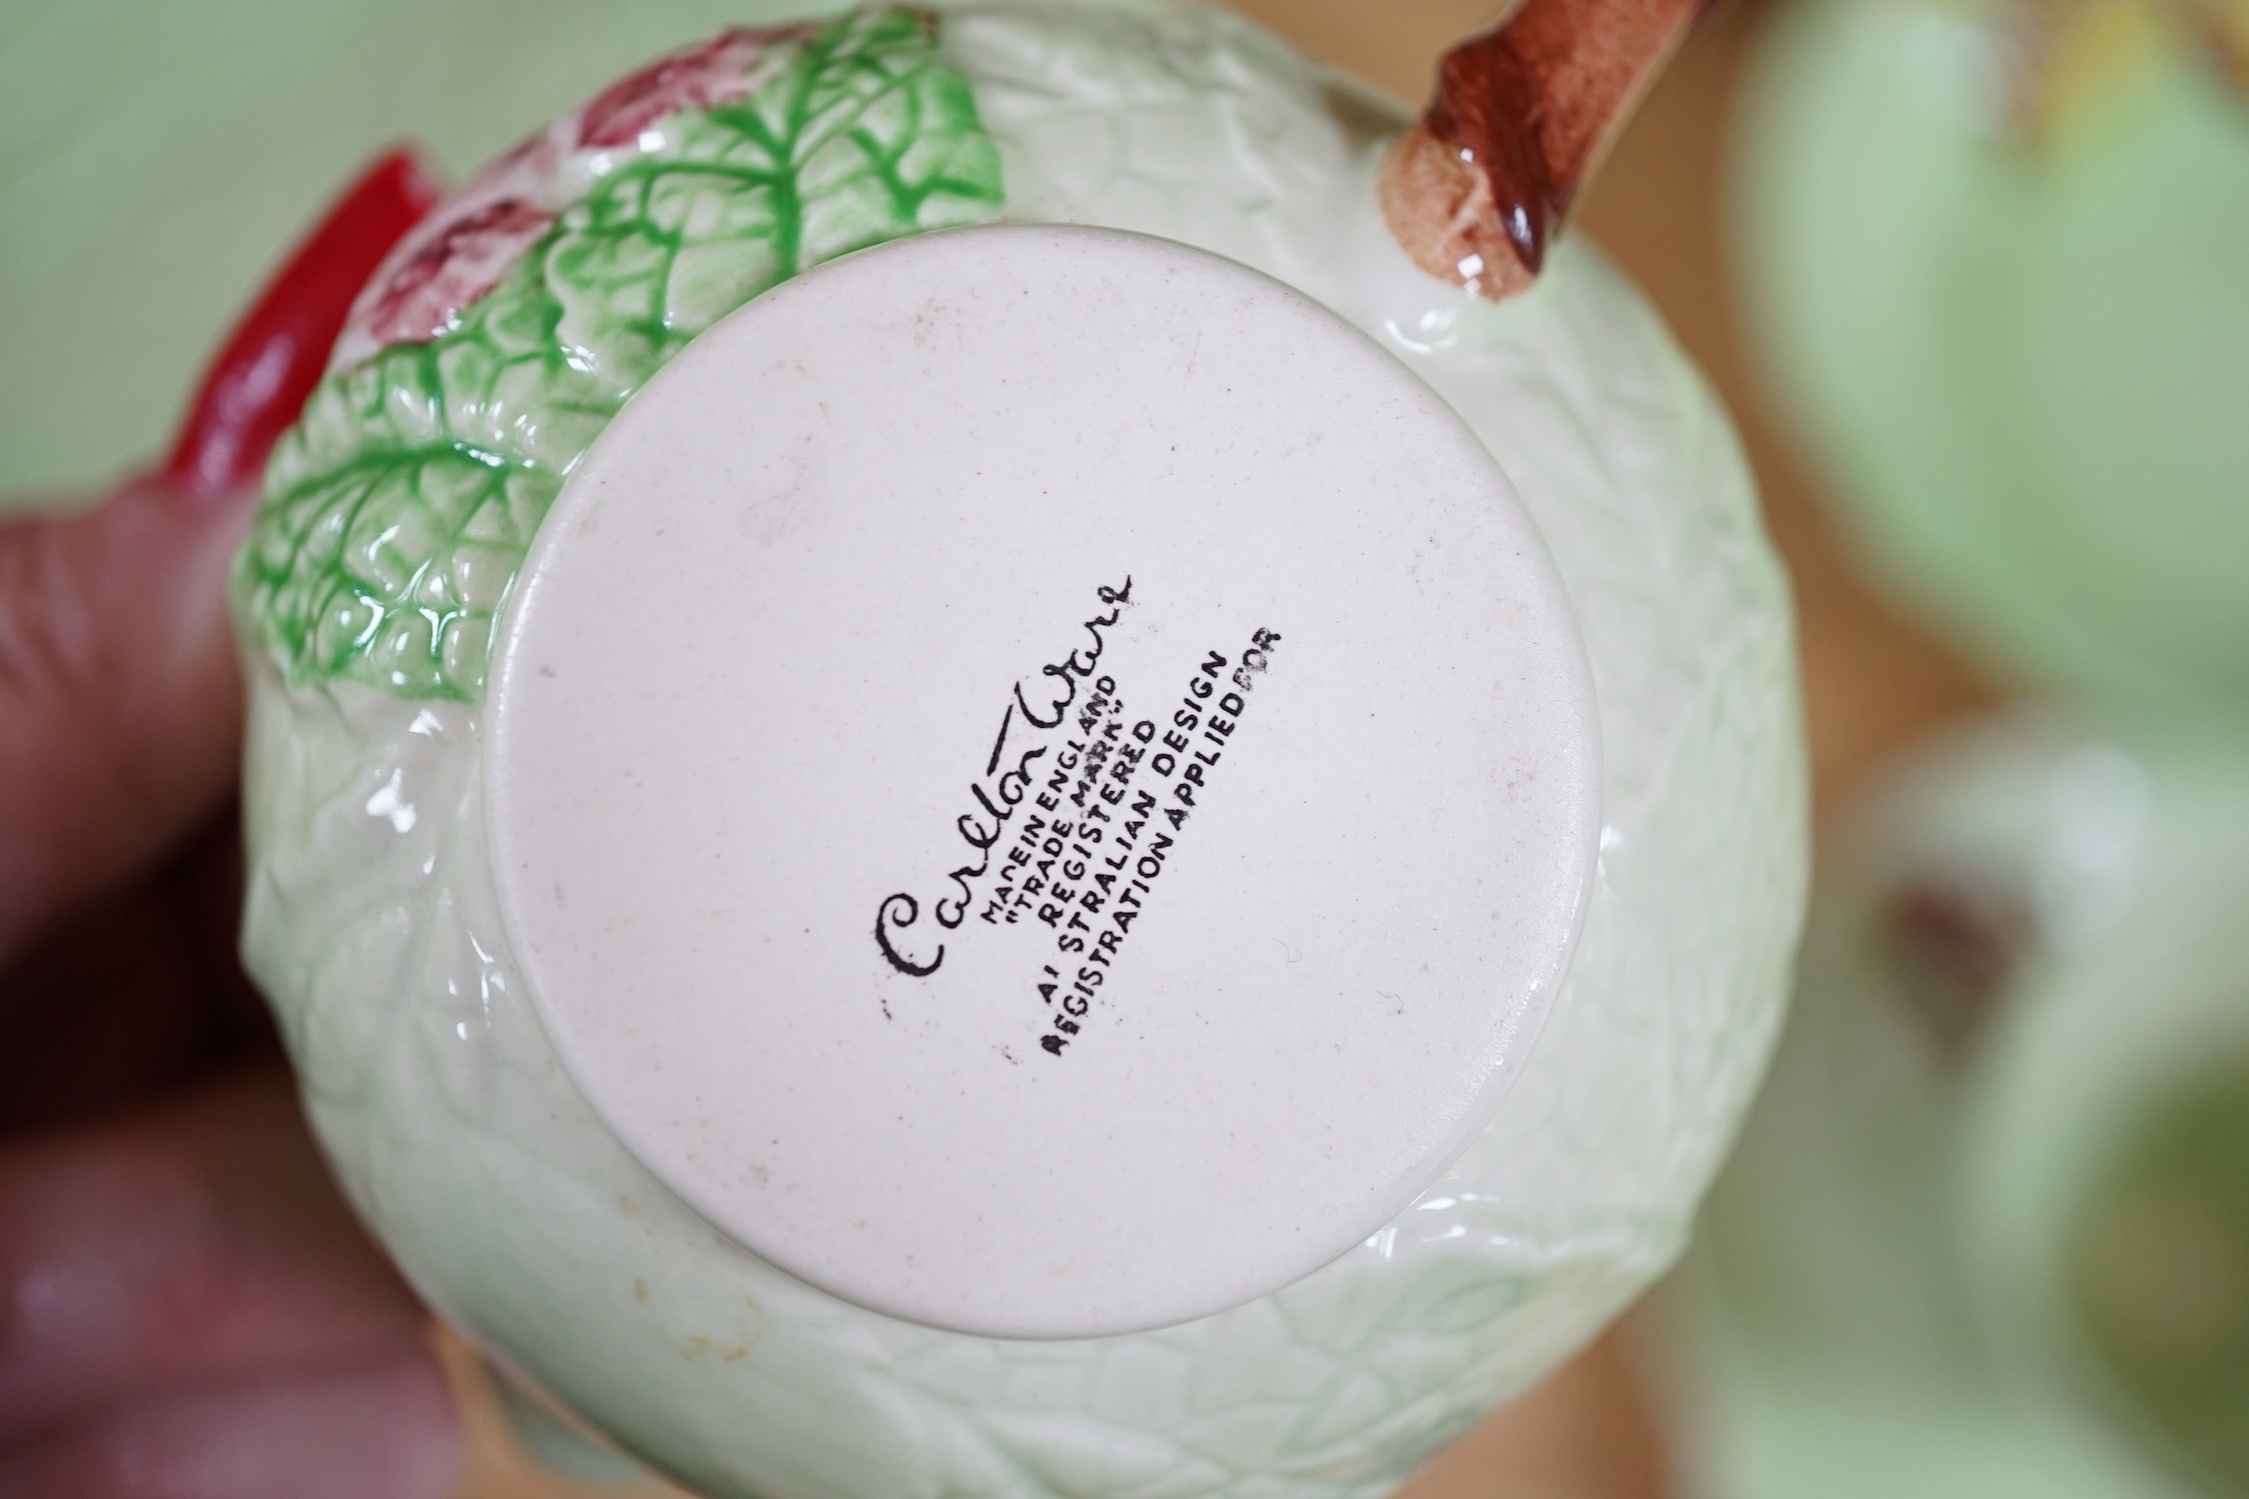 Carlton Ware
MADE IN ENGLAND
"TRADE MARK"
REGISTERED
AUSTRALIAN DESIGN
REGISTRATION APPLIED FOR